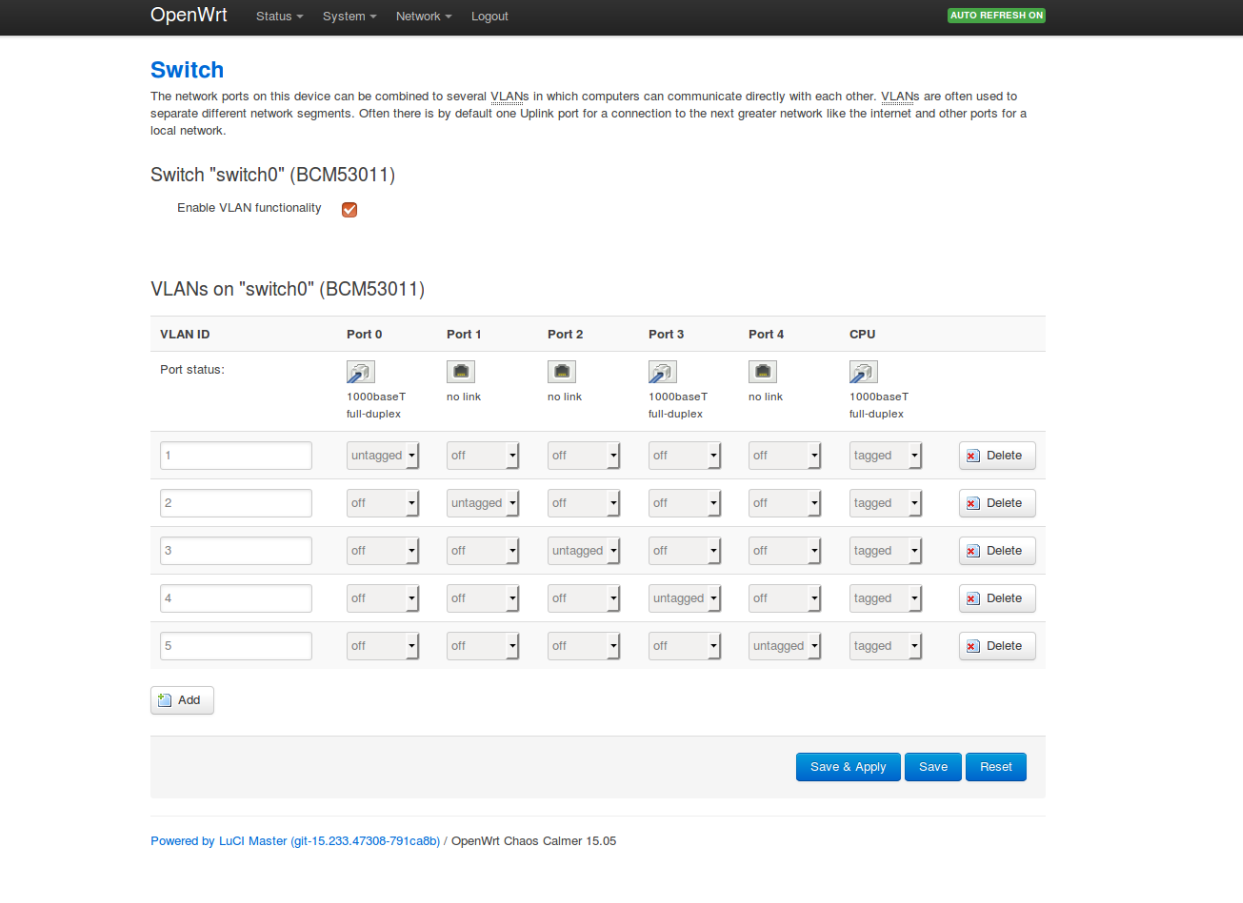 OpenWrt Status System Network Logout AUTO REFRESH ON
Switch
The network ports on this device can be combined to several VLANs in which computers can communicate directly with each other. VLANs are often used to
separate different network segments. Often there is by default one Uplink port for a connection to the next greater network like the internet and other ports for a
local network.
Switch "switch0" (BCM53011)
Enable VLAN functionality
VLANs on "switch0" (BCM53011)
VLAN ID Port 0 Port 1 Port 2 Port 3 Port 4 CPU
Port status:
1000baseT no link no link 1000baseT no link 1000baseT
full-duplex full-duplex full-duplex
1 untagged off off off off tagged Delete
2 off untagged off off off tagged Delete
3 off off untagged off off tagged Delete
4 off off off untagged off tagged Delete
5 off off off off untagged tagged Delete
Add
Save & Apply Save Reset
Powered by LuCI Master (git-15.233.47308-791ca8b) / OpenWrt Chaos Calmer 15.05